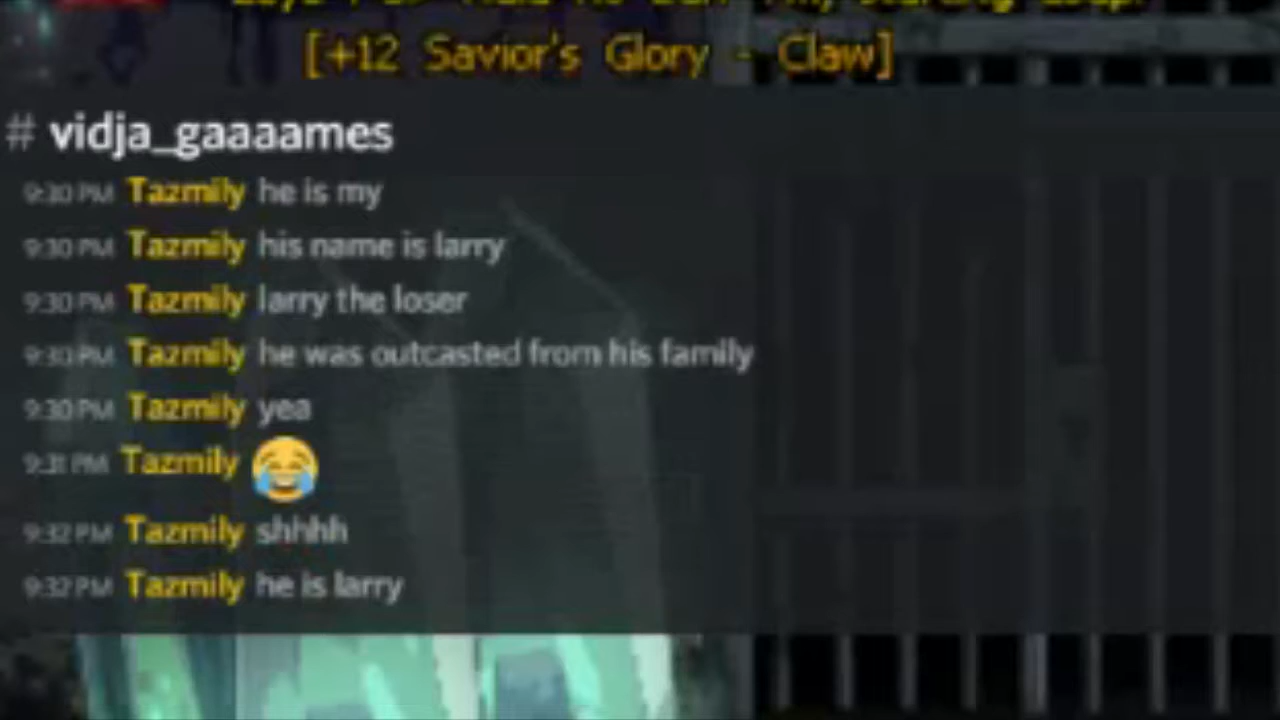 [+12 Savior's Glory - Claw]
# vidja_gaaaames
9:30 PM Tazmily he is my
9:30 PM Tazmily his name is larry
9:30 PM Tazmily larry the loser
9:30 PM Tazmily he was outcasted from his family
9:30 PM Tazmily yea
9:31 PM Tazmily 😂
9:32 PM Tazmily shhhh
9:32 PM Tazmily he is larry